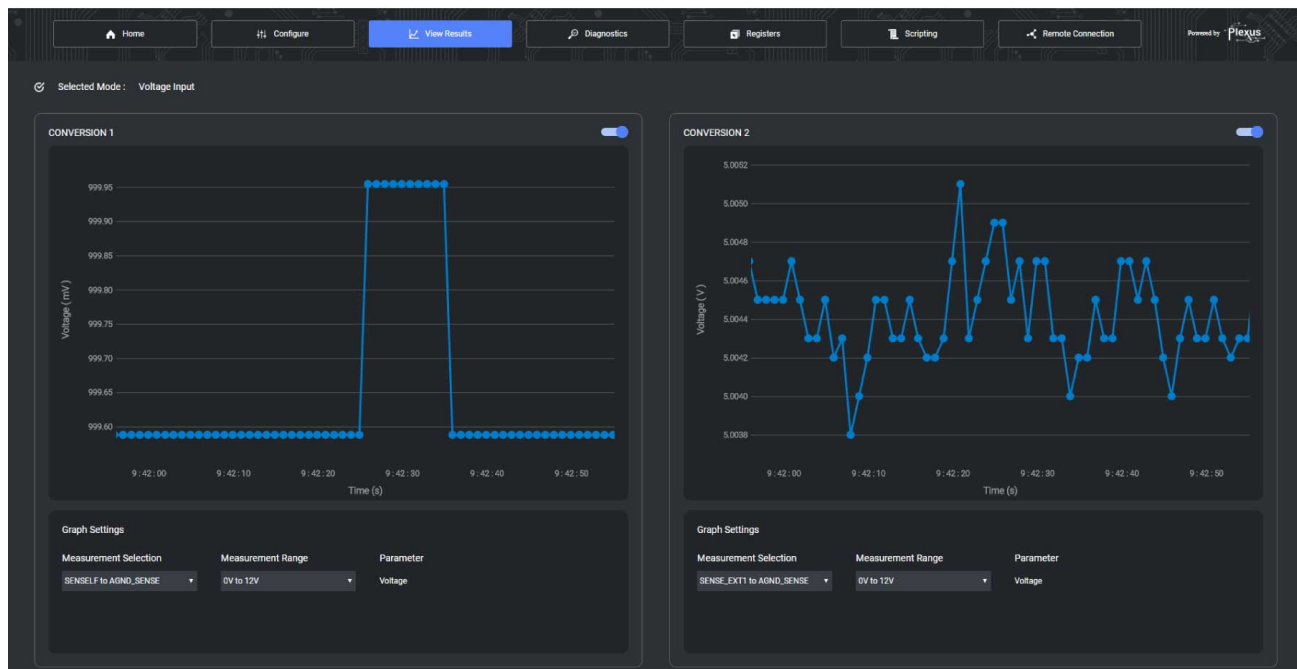 Home
Configure
View Results
Diagnostics
Registers
Scripting
Remote Connection
Powered by Plexus
Selected Mode : Voltage Input
CONVERSION 1
999.95
999.90
999.85
999.80
999.75
999.70
999.65
999.60
Voltage ( mV )
9 : 42 : 00
9 : 42 : 10
9 : 42 : 20
9 : 42 : 30
9 : 42 : 40
9 : 42 : 50
Time (s)
Graph Settings
Measurement Selection
Measurement Range
Parameter
SENSELF to AGND_SENSE
0V to 12V
Voltage
CONVERSION 2
5.0052
5.0050
5.0048
5.0046
5.0044
5.0042
5.0040
5.0038
Voltage ( V )
9 : 42 : 00
9 : 42 : 10
9 : 42 : 20
9 : 42 : 30
9 : 42 : 40
9 : 42 : 50
Time (s)
Graph Settings
Measurement Selection
Measurement Range
Parameter
SENSE_EXT1 to AGND_SENSE
0V to 12V
Voltage